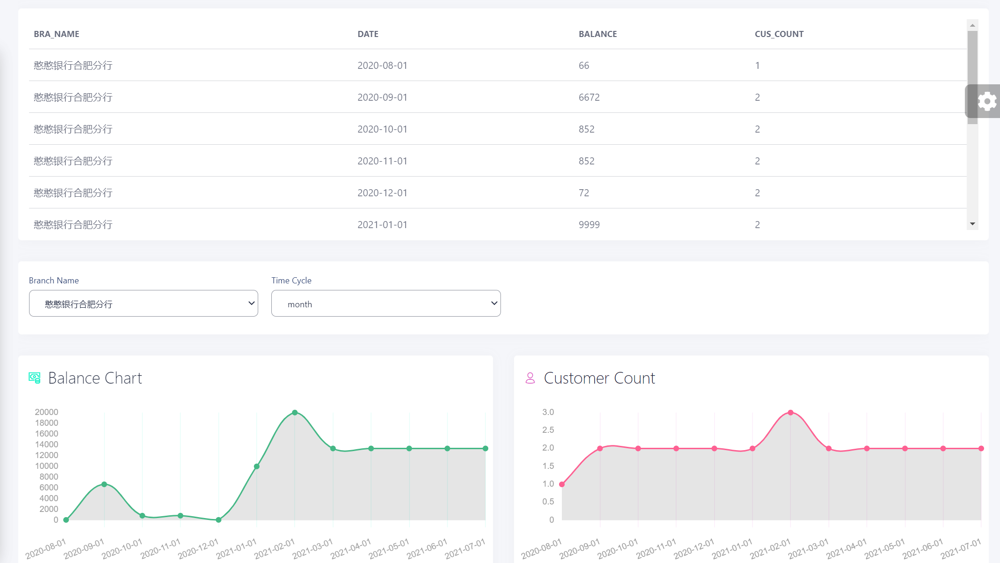 BRA_NAME DATE BALANCE CUS_COUNT
憨憨银行合肥分行 2020-08-01 66 1
憨憨银行合肥分行 2020-09-01 6672 2
憨憨银行合肥分行 2020-10-01 852 2
憨憨银行合肥分行 2020-11-01 852 2
憨憨银行合肥分行 2020-12-01 72 2
憨憨银行合肥分行 2021-01-01 9999 2
Branch Name Time Cycle
憨憨银行合肥分行 month
Balance Chart
20000
18000
16000
14000
12000
10000
8000
6000
4000
2000
0
2020-08-01 2020-09-01 2020-10-01 2020-11-01 2020-12-01 2021-01-01 2021-02-01 2021-03-01 2021-04-01 2021-05-01 2021-06-01 2021-07-01
Customer Count
3.0
2.5
2.0
1.5
1.0
0.5
0
2020-08-01 2020-09-01 2020-10-01 2020-11-01 2020-12-01 2021-01-01 2021-02-01 2021-03-01 2021-04-01 2021-05-01 2021-06-01 2021-07-01